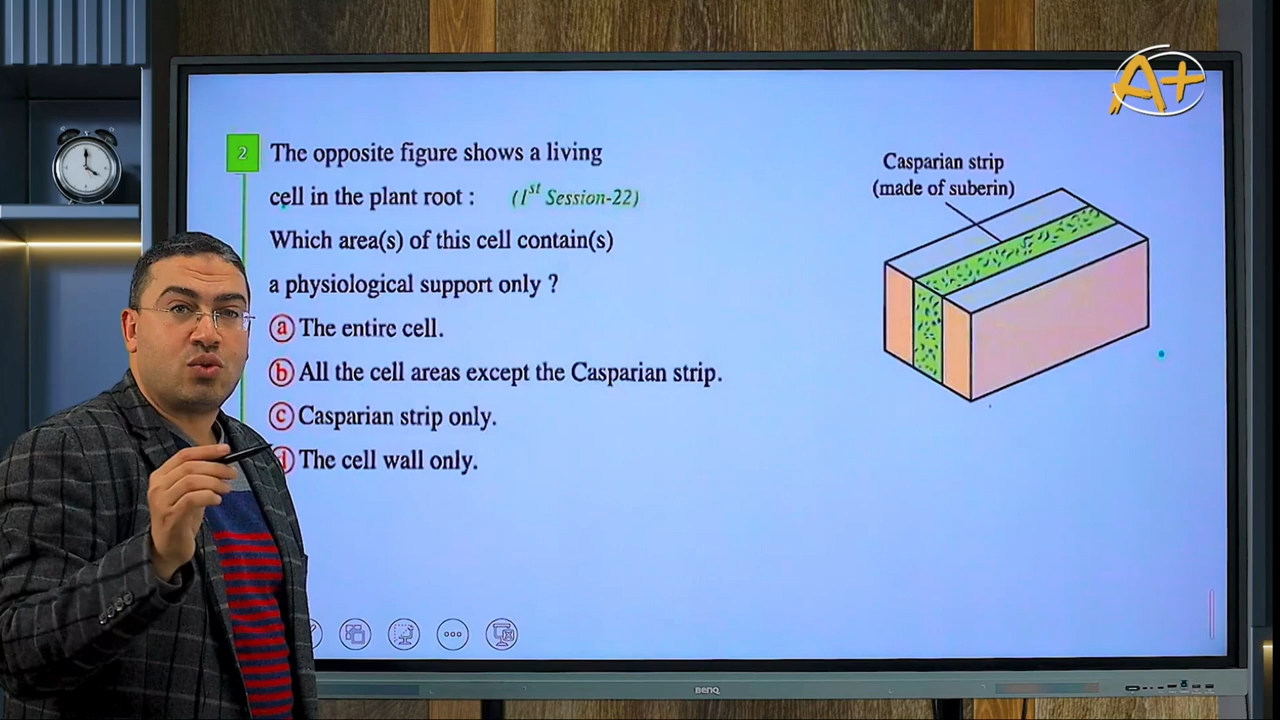 A+
2 The opposite figure shows a living
cell in the plant root : (1st Session-22)
Which area(s) of this cell contain(s)
a physiological support only ?
a The entire cell.
b All the cell areas except the Casparian strip.
c Casparian strip only.
d The cell wall only.
Casparian strip
(made of suberin)
BenQ